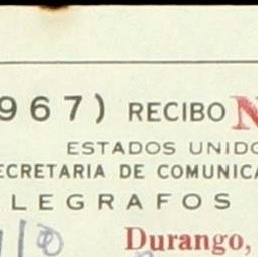 967) RECIBO N
ESTADOS UNIDO
ECRETARIA DE COMUNICA
LEGRAFOS
Durango,